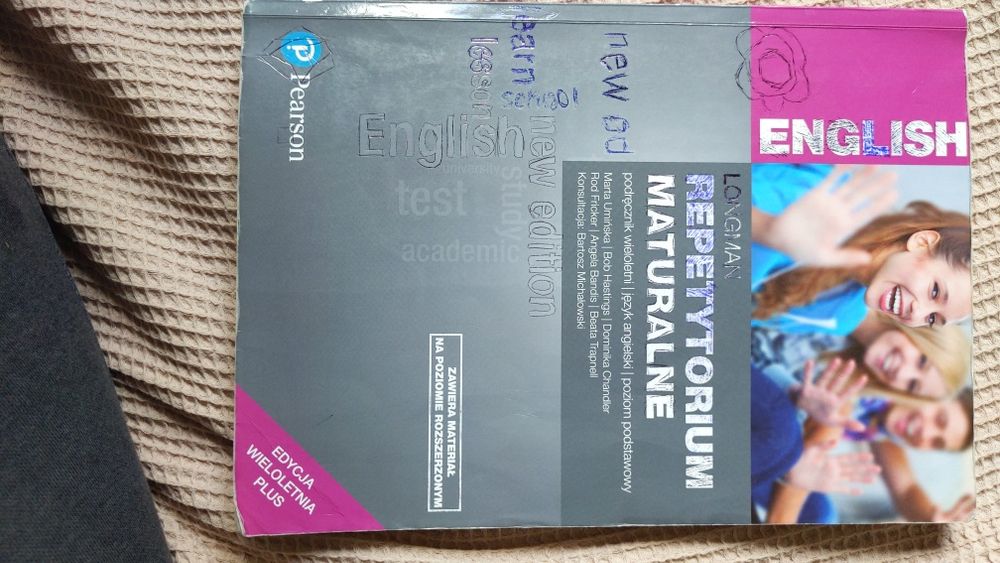 ENGLISH
LONGMAN
REPETYTORIUM
MATURALNE
podręcznik wieloletni | język angielski | poziom podstawowy
Marta Umińska | Bob Hastings | Dominika Chandler
Rod Fricker | Angela Bandis | Beata Trapnell
Konsultacja: Bartosz Michałowski
new od
learn
school
lesson
English
new edition
university
study
test
academic
ZAWIERA MATERIAŁ
NA POZIOMIE ROZSZERZONYM
Pearson
EDYCJA
WIELOLETNIA
PLUS